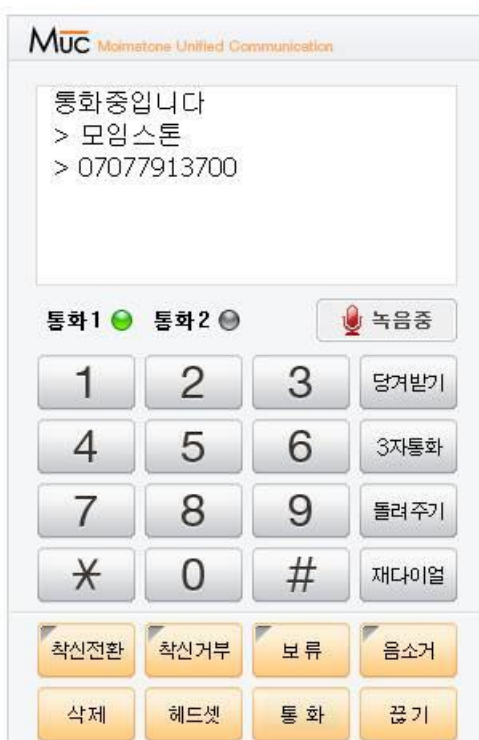 MUC Moimstone Unified Communication
통화중입니다
> 모임스톤
> 07077913700
통화1 통화2 녹음중
1 2 3 당겨받기
4 5 6 3자통화
7 8 9 돌려주기
* 0 # 재다이얼
착신전환 착신거부 보류 음소거
삭제 헤드셋 통화 끊기